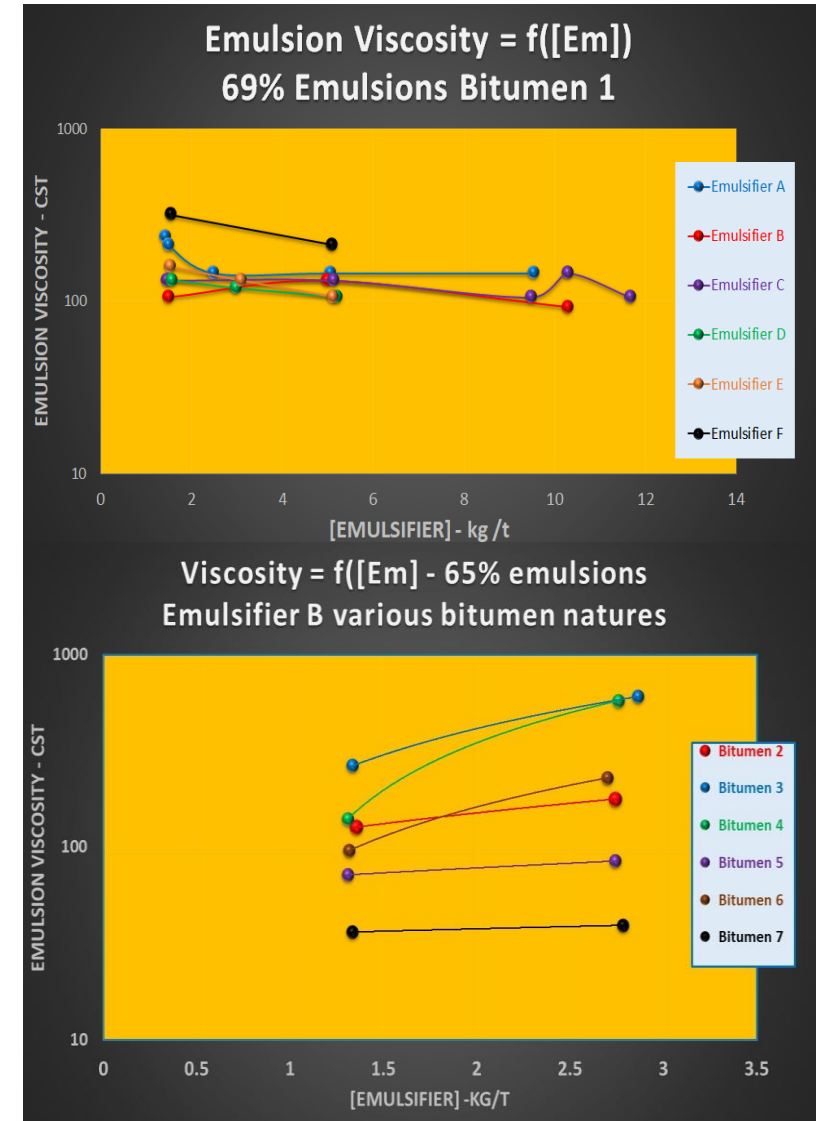 Emulsion Viscosity = f([Em])
69% Emulsions Bitumen 1
1000
100
10
EMULSION VISCOSITY - CST
0 2 4 6 8 10 12 14
[EMULSIFIER] - kg /t
Emulsifier A
Emulsifier B
Emulsifier C
Emulsifier D
Emulsifier E
Emulsifier F
Viscosity = f([Em] - 65% emulsions
Emulsifier B various bitumen natures
1000
100
10
EMULSION VISCOSITY - CST
0 0.5 1 1.5 2 2.5 3 3.5
[EMULSIFIER] -KG/T
Bitumen 2
Bitumen 3
Bitumen 4
Bitumen 5
Bitumen 6
Bitumen 7